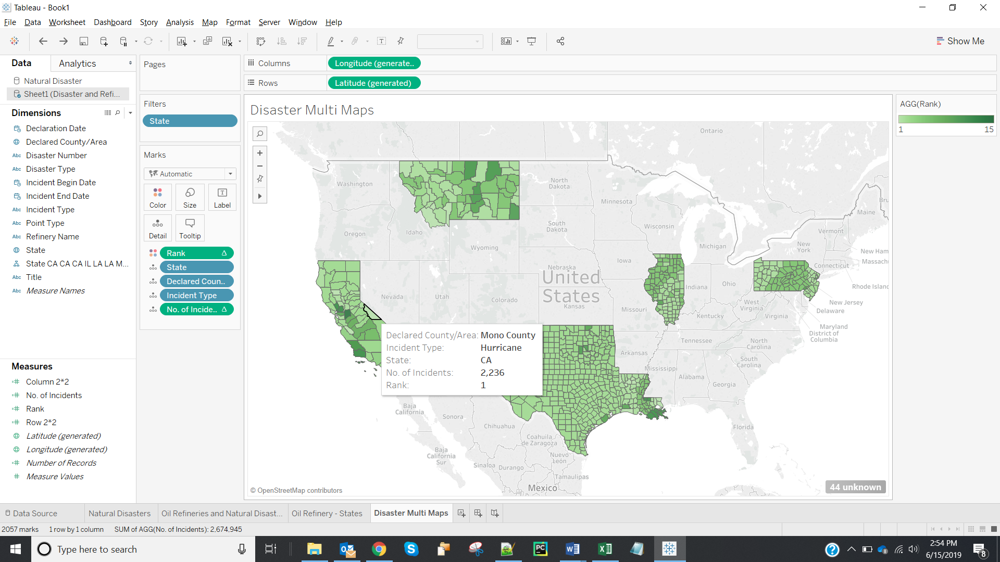 Tableau - Book1
File Data Worksheet Dashboard Story Analysis Map Format Server Window Help
Show Me
Data Analytics
Natural Disaster
Sheet1 (Disaster and Refi...
Dimensions
Declaration Date
Declared County/Area
Abc Disaster Number
Abc Disaster Type
Incident Begin Date
Incident End Date
Abc Incident Type
Abc Point Type
Abc Refinery Name
State
State CA CA CA IL LA LA M...
Abc Title
Abc Measure Names
Measures
Column 2*2
No. of Incidents
Rank
Row 2*2
Latitude (generated)
Longitude (generated)
Number of Records
Measure Values
Pages
Filters
State
Marks
Automatic
Color Size Label
Detail Tooltip
Rank
State
Declared Coun..
Incident Type
No. of Incide..
Columns Longitude (generate..
Rows Latitude (generated)
Disaster Multi Maps
Ontario
Washington
North
Dakota
Minnesota
Maine
Oregon
Idaho
South
Dakota
Wisconsin
Vermont
Wyoming
Michigan
New
York
New Ham
Iowa
Massach
Nebraska
Connecticut
United
States
Indiana
Ohio
Rhode Island
Nevada
Utah
Colorado
Kansas
Missouri
West
Virginia
Virginia
New Jersey
Delaware
Kentucky
Maryland
District of
Columbia
Tennessee
North
Carolina
Arkansas
South
Carolina
Mississippi
Alabama
Georgia
Declared County/Area: Mono County
Incident Type: Hurricane
State: CA
No. of Incidents: 2,236
Rank: 1
Baja
California
Sonora
Chihuahua
Florida
Coahuila
de Zaragoza
Baja
California
Sur
Nuevo
León
Sinaloa
Durango
Tamaulipas
Mexico
© OpenStreetMap contributors
44 unknown
AGG(Rank)
1 15
Data Source Natural Disasters Oil Refineries and Natural Disast... Oil Refinery - States Disaster Multi Maps
2057 marks 1 row by 1 column SUM of AGG(No. of Incidents): 2,674,945
Type here to search
2:54 PM
6/15/2019
8